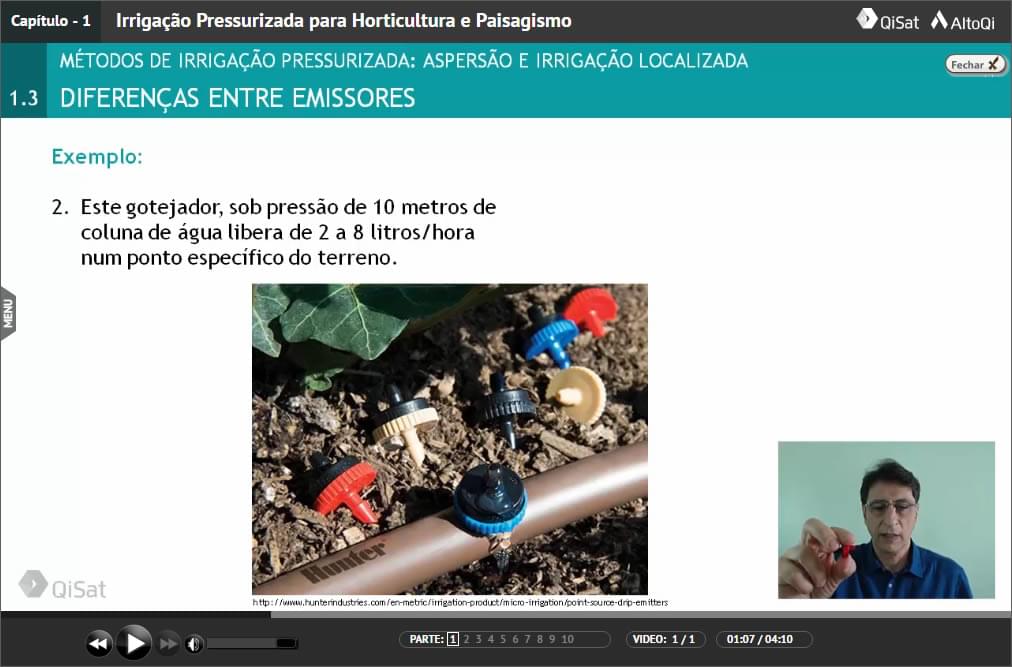 Capítulo - 1
Irrigação Pressurizada para Horticultura e Paisagismo
QiSat AltoQi
MÉTODOS DE IRRIGAÇÃO PRESSURIZADA: ASPERSÃO E IRRIGAÇÃO LOCALIZADA
Fechar X
1.3 DIFERENÇAS ENTRE EMISSORES
Exemplo:
2. Este gotejador, sob pressão de 10 metros de
coluna de água libera de 2 a 8 litros/hora
num ponto específico do terreno.
MENU
Hunter
QiSat
http://www.hunterindustries.com/en-metric/irrigation-product/micro-irrigation/point-source-drip-emitters
PARTE: 1 2 3 4 5 6 7 8 9 10
VIDEO: 1 / 1
01:07 / 04:10